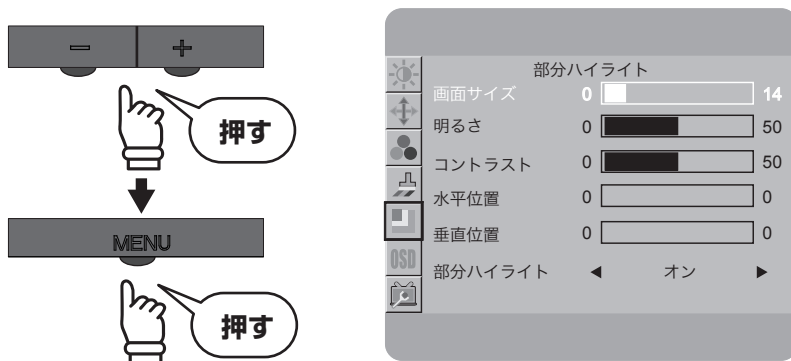 − +
押す
MENU
押す
部分ハイライト
画面サイズ 0 14
明るさ 0 50
コントラスト 0 50
水平位置 0 0
垂直位置 0 0
OSD
部分ハイライト ◀ オン ▶